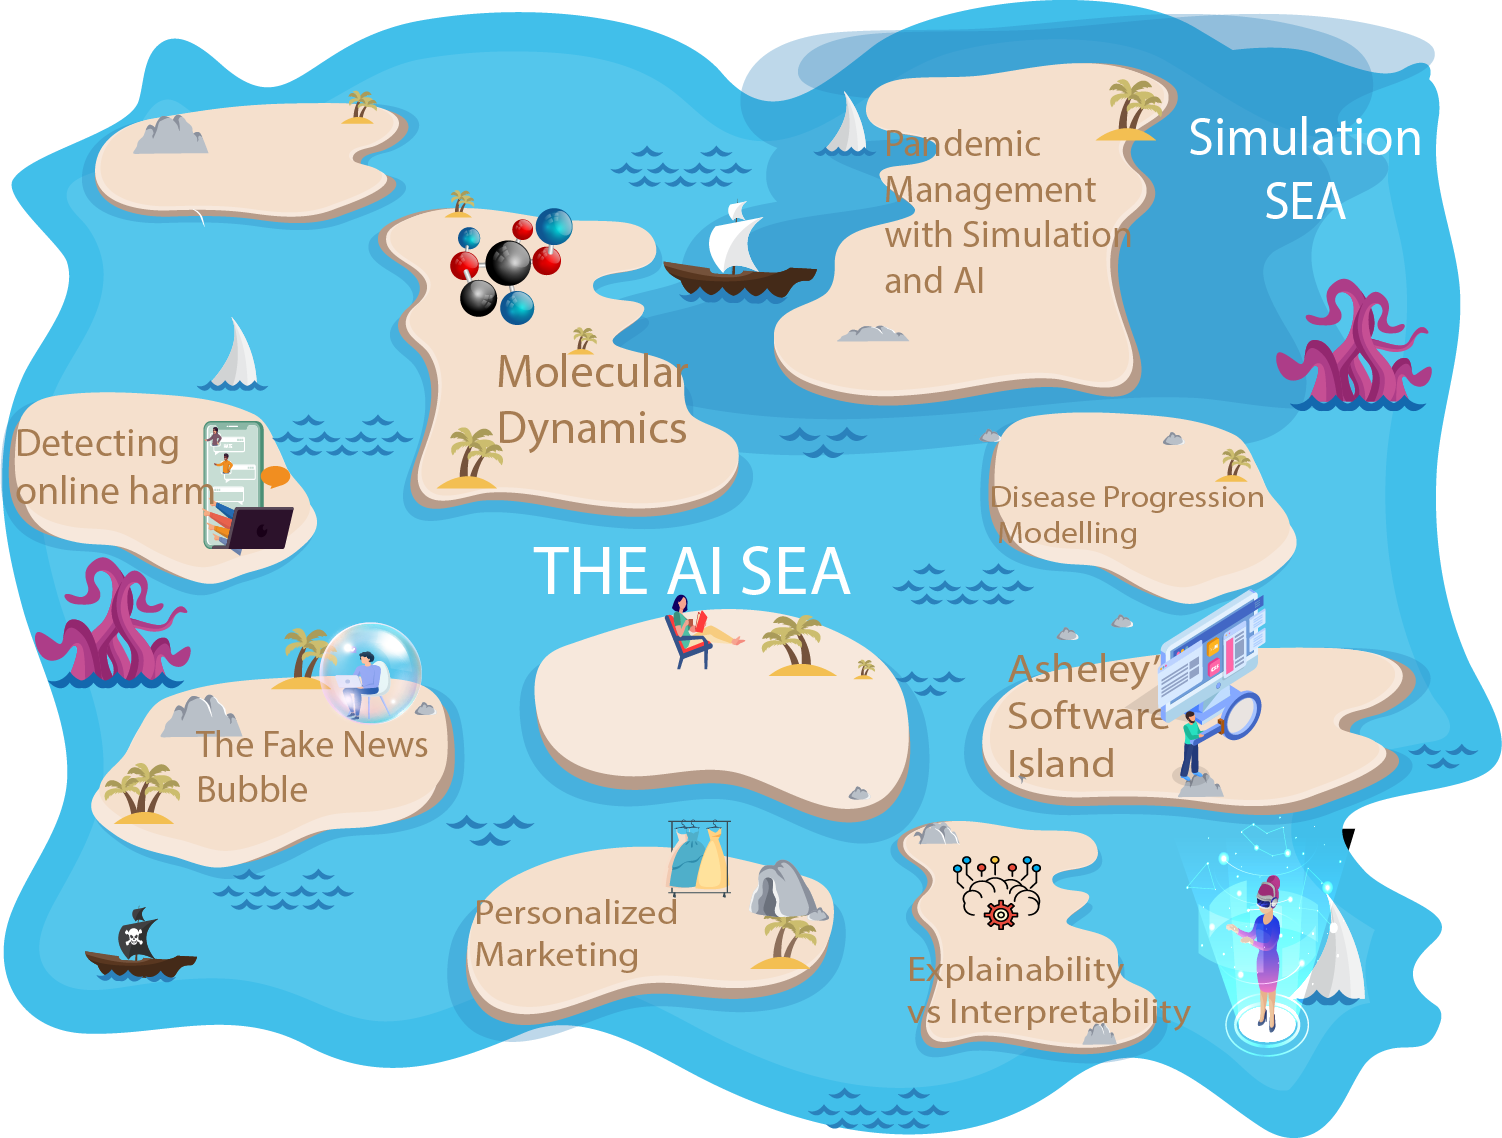 Simulation
SEA
Pandemic
Management
with Simulation
and AI
Molecular
Dynamics
Detecting
online harm
Disease Progression
Modelling
THE AI SEA
Asheley’
Software
Island
The Fake News
Bubble
Personalized
Marketing
Explainability
vs Interpretability